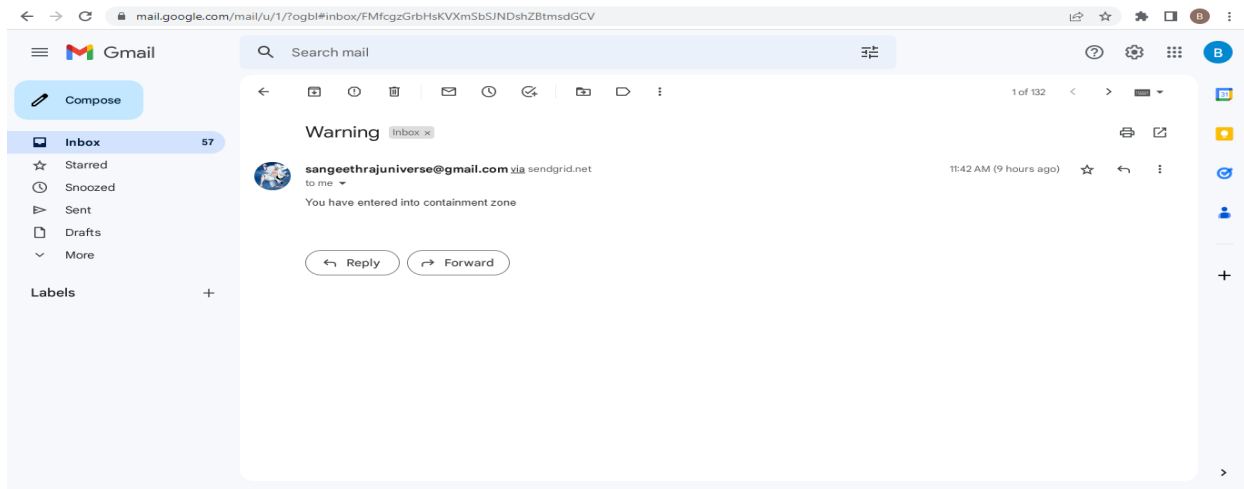 mail.google.com/mail/u/1/?ogbl#inbox/FMfcgzGrbHsKVXmSbSJNDshZBtmsdGCV
B
Gmail
Search mail
B
Compose
1 of 132
31
Warning Inbox ×
Inbox 57
Starred
sangeethrajuniverse@gmail.com via sendgrid.net
11:42 AM (9 hours ago)
to me
Snoozed
You have entered into containment zone
Sent
Drafts
More
Reply
Forward
Labels